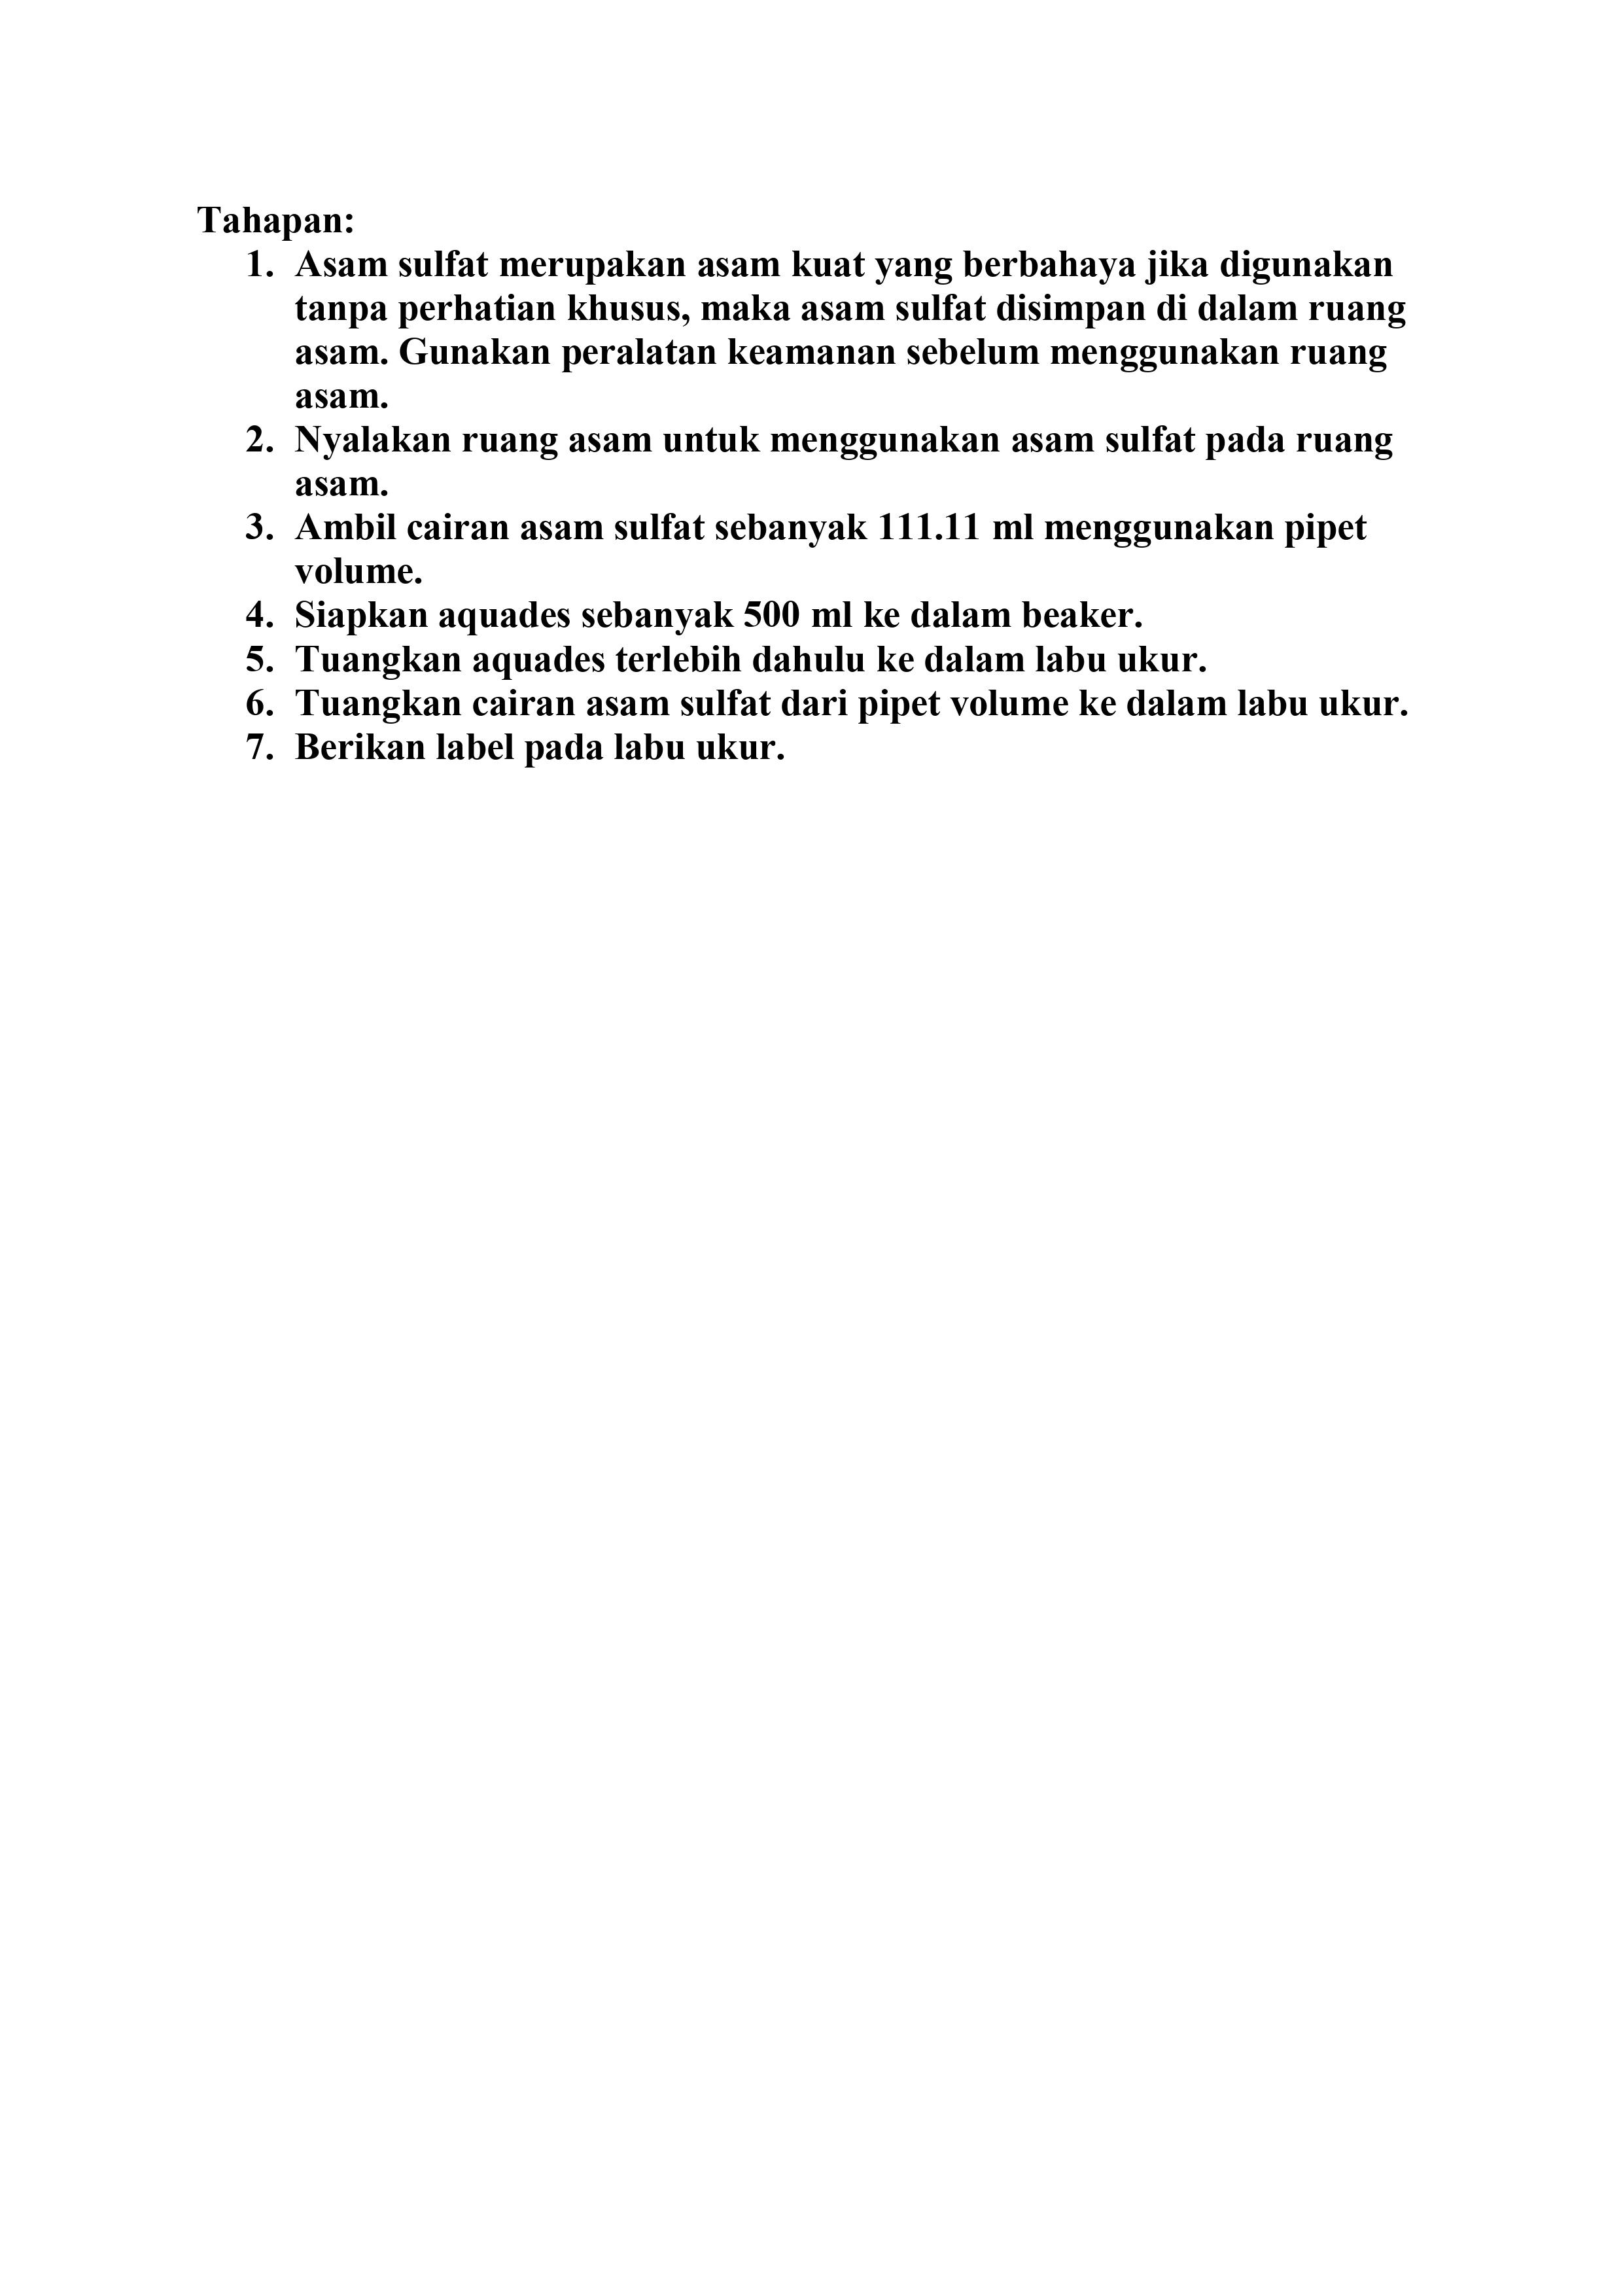 Tahapan:
1. Asam sulfat merupakan asam kuat yang berbahaya jika digunakan
tanpa perhatian khusus, maka asam sulfat disimpan di dalam ruang
asam. Gunakan peralatan keamanan sebelum menggunakan ruang
asam.
2. Nyalakan ruang asam untuk menggunakan asam sulfat pada ruang
asam.
3. Ambil cairan asam sulfat sebanyak 111.11 ml menggunakan pipet
volume.
4. Siapkan aquades sebanyak 500 ml ke dalam beaker.
5. Tuangkan aquades terlebih dahulu ke dalam labu ukur.
6. Tuangkan cairan asam sulfat dari pipet volume ke dalam labu ukur.
7. Berikan label pada labu ukur.